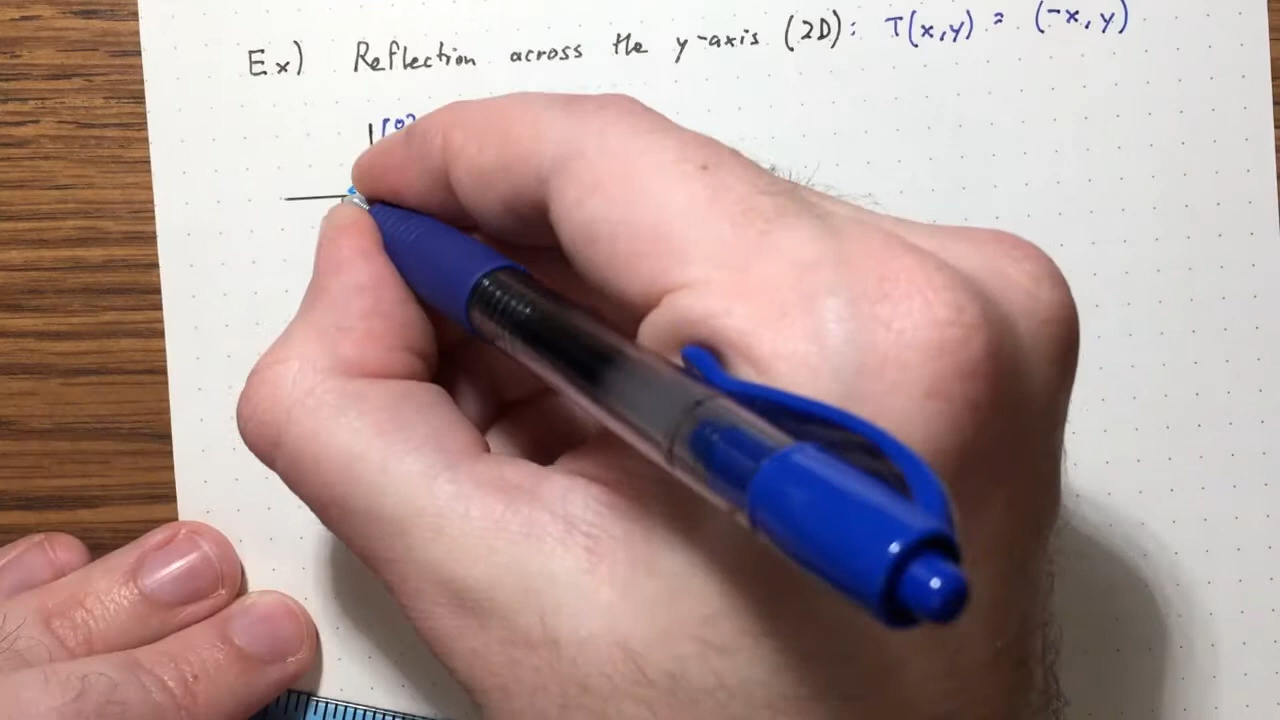 Ex) Reflection across the y-axis (2D): T(x,y) = (-x, y)